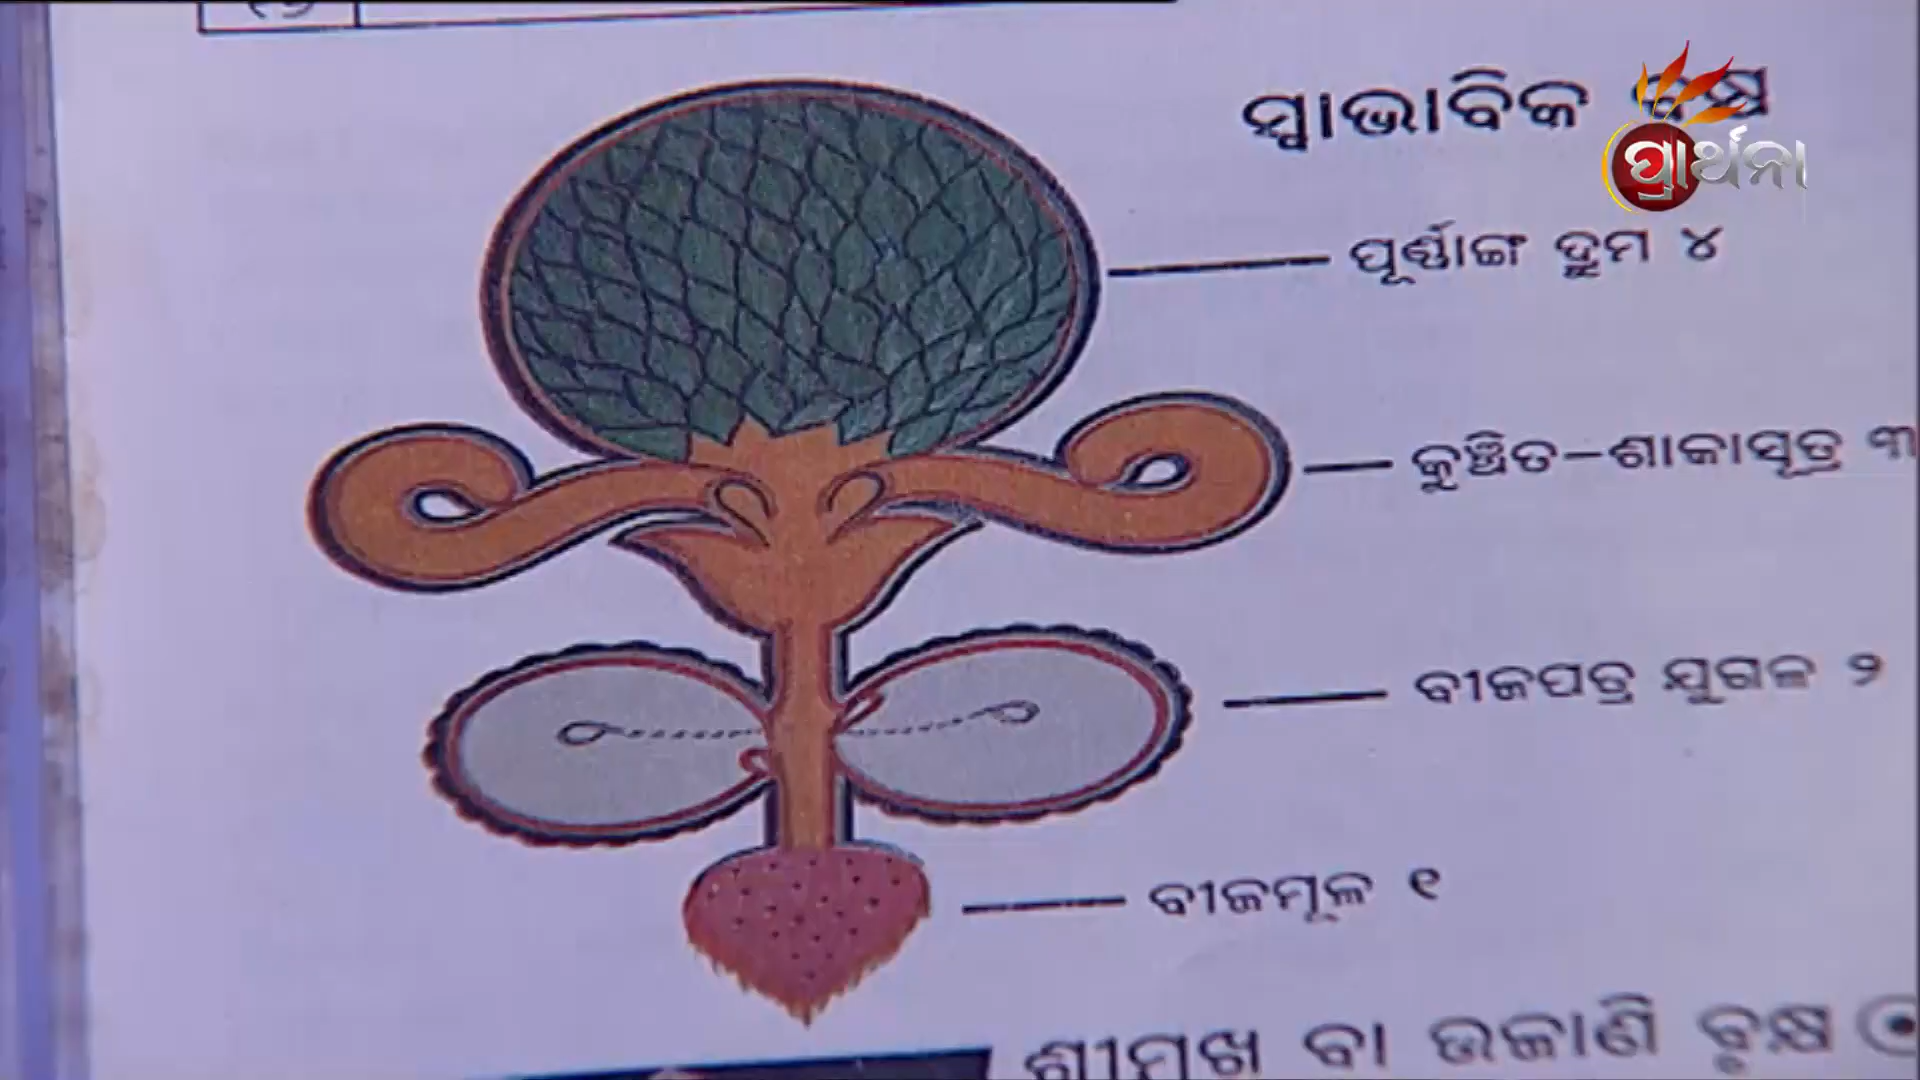 ସ୍ୱାଭାବିକ
ପ୍ରାର୍ଥନା
ପୂର୍ଣ୍ଣାଙ୍ଗ ଦ୍ରୁମ ୪
କୁଞ୍ଚିତ–ଶାକାସୂତ୍ର ୩
ବୀଜପତ୍ର ଯୁଗଳ ୨
ବୀଜମୂଳ ୧
ଶ୍ରୀମୁଖ ବା ଉଜାଣି ବୃକ୍ଷ